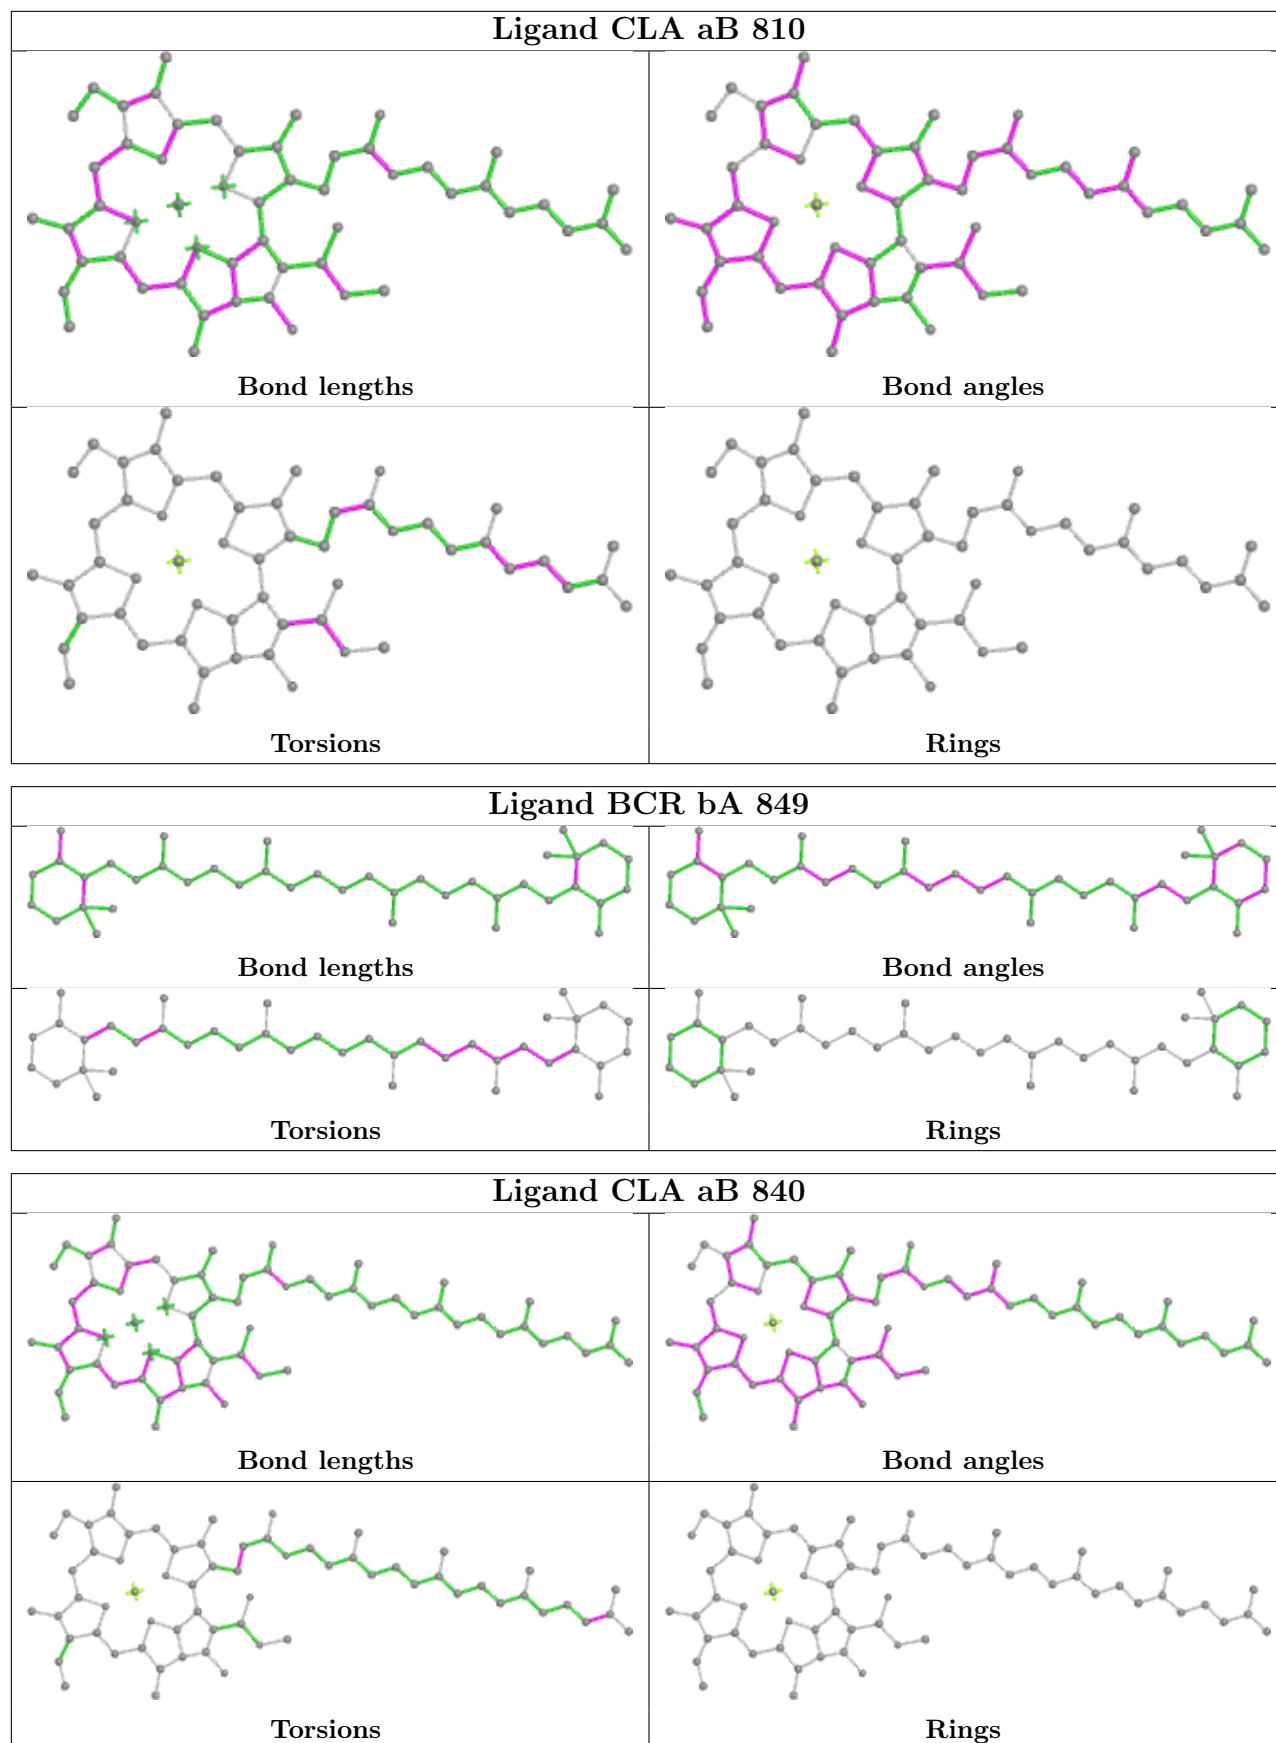 Ligand CLA aB 810
Bond lengths
Bond angles
Torsions
Rings
Ligand BCR bA 849
Bond lengths
Bond angles
Torsions
Rings
Ligand CLA aB 840
Bond lengths
Bond angles
Torsions
Rings